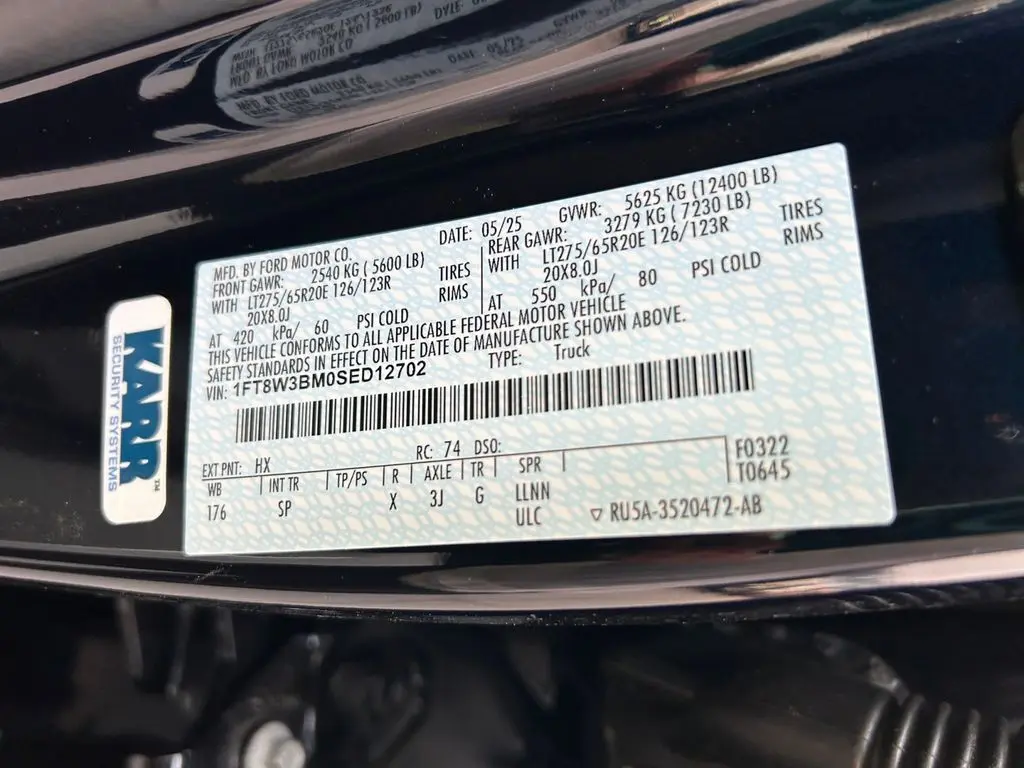 MFD. BY FORD MOTOR CO.
DATE: 05/25 GVWR: 5625 KG (12400 LB)
FRONT GAWR: 2540 KG ( 5600 LB)
WITH LT275/65R20E 126/123R TIRES
20X8.0J RIMS
AT 420 kPa/ 60 PSI COLD
REAR GAWR: 3279 KG ( 7230 LB)
WITH LT275/65R20E 126/123R TIRES
20X8.0J RIMS
AT 550 kPa/ 80 PSI COLD
THIS VEHICLE CONFORMS TO ALL APPLICABLE FEDERAL MOTOR VEHICLE
SAFETY STANDARDS IN EFFECT ON THE DATE OF MANUFACTURE SHOWN ABOVE.
VIN: 1FT8W3BM0SED12702 TYPE: Truck
EXT PNT: HX RC: 74 DSO:
WB INT TR TP/PS R AXLE TR SPR
176 SP X 3J G LLNN
ULC
F0322
T0645
RU5A-3520472-AB
KARR™
SECURITY SYSTEMS